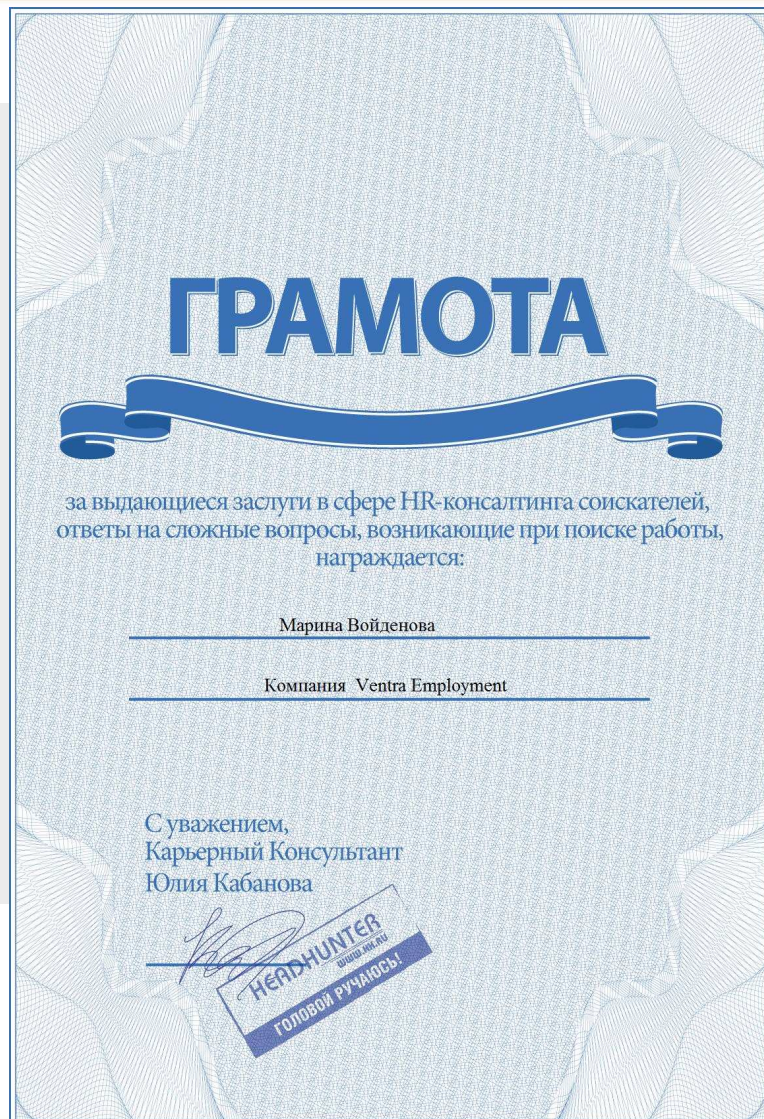 ГРАМОТА
за выдающиеся заслуги в сфере HR-консалтинга соискателей,
ответы на сложные вопросы, возникающие при поиске работы,
награждается:
Марина Войденова
Компания Ventra Employment
С уважением,
Карьерный Консультант
Юлия Кабанова
HEADHUNTER
WWW.HH.RU
ГОЛОВОЙ РУЧАЮСЬ!